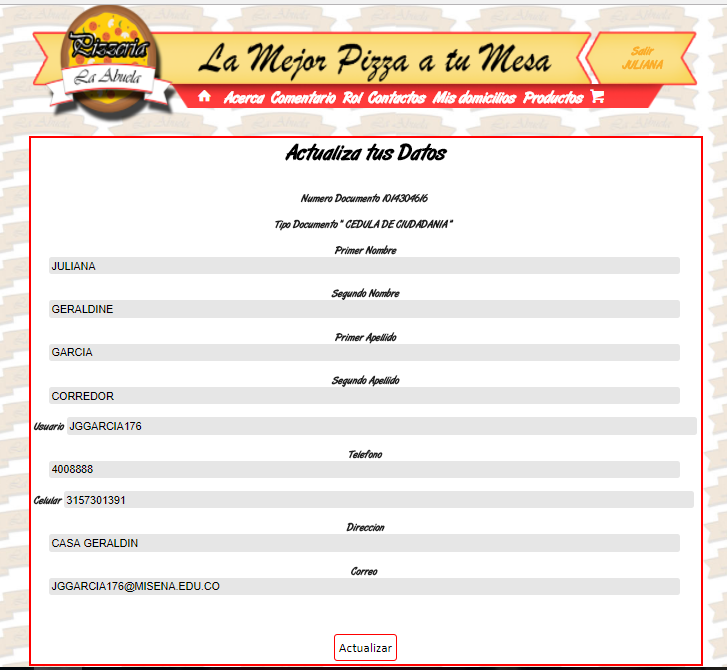 Pizzeria
La Abuela
La Mejor Pizza a tu Mesa
Salir
JULIANA
Acerca Comentario Rol Contactos Mis domicilios Productos
Actualiza tus Datos
Numero Documento 1014304616
Tipo Documento " CEDULA DE CIUDADANIA"
Primer Nombre
JULIANA
Segundo Nombre
GERALDINE
Primer Apellido
GARCIA
Segundo Apellido
CORREDOR
Usuario JGGARCIA176
Telefono
4008888
Celular 3157301391
Direccion
CASA GERALDIN
Correo
JGGARCIA176@MISENA.EDU.CO
Actualizar